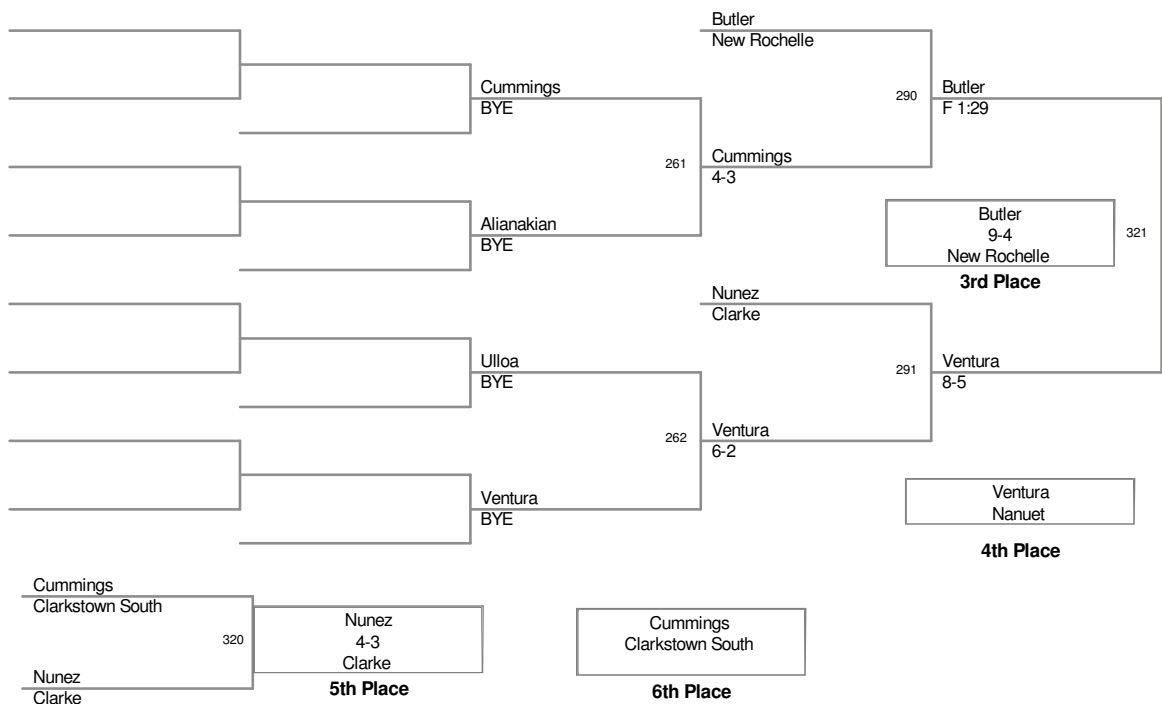 Butler
New Rochelle
Cummings
BYE
290
Butler
F 1:29
261
Cummings
4-3
Alianakian
BYE
Butler
9-4
New Rochelle
321
3rd Place
Nunez
Clarke
Ulloa
BYE
291
Ventura
8-5
262
Ventura
6-2
Ventura
BYE
Ventura
Nanuet
4th Place
Cummings
Clarkstown South
320
Nunez
4-3
Clarke
5th Place
Nunez
Clarke
Cummings
Clarkstown South
6th Place